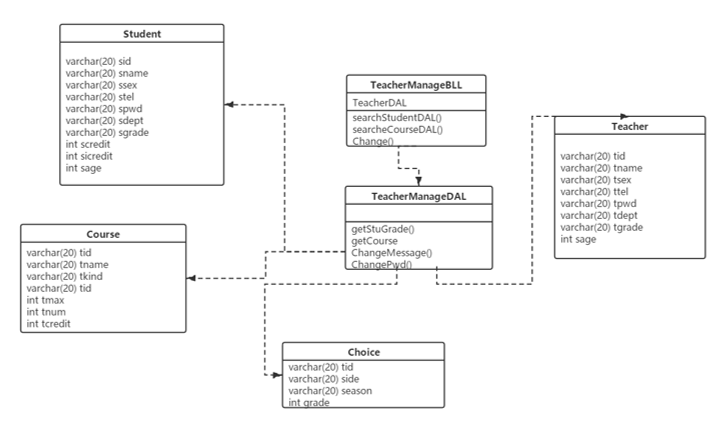 Student
varchar(20) sid
varchar(20) sname
varchar(20) ssex
varchar(20) stel
varchar(20) spwd
varchar(20) sdept
varchar(20) sgrade
int scredit
int sicredit
int sage
TeacherManageBLL
TeacherDAL
searchStudentDAL()
searcheCourseDAL()
Change()
Teacher
varchar(20) tid
varchar(20) tname
varchar(20) tsex
varchar(20) ttel
varchar(20) tpwd
varchar(20) tdept
varchar(20) tgrade
int sage
TeacherManageDAL
getStuGrade()
getCourse
ChangeMessage()
ChangePwd()
Course
varchar(20) tid
varchar(20) tname
varchar(20) tkind
varchar(20) tid
int tmax
int tnum
int tcredit
Choice
varchar(20) tid
varchar(20) side
varchar(20) season
int grade